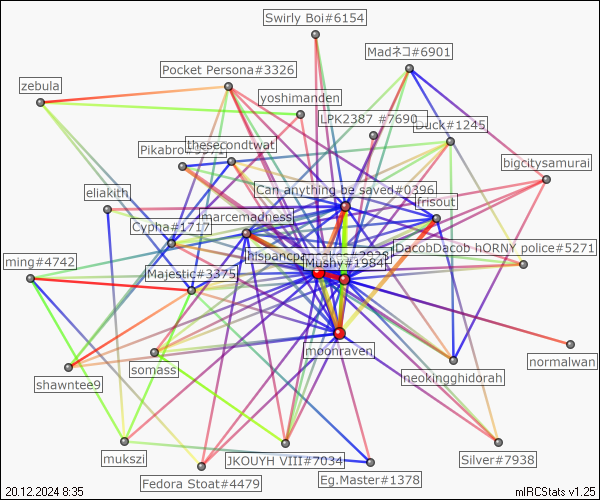 Swirly Boi#6154
Madネコ#6901
Pocket Persona#3326
zebula
yoshimanden
LPK2387 #7690
Duck#1245
thesecondtwat
bigcitysamurai
Can anything be saved#0396
eliakith
frisout
marcemadness
Cypha#1717
DacobDacob hORNY police#5271
ming#4742
Mushy#1984
Majestic#3375
moonraven
normalwan
somass
neokingghidorah
shawntee9
mukszi
JKOUYH VIII#7034
Silver#7938
Fedora Stoat#4479
Eg.Master#1378
20.12.2024 8:35
mIRCStats v1.25